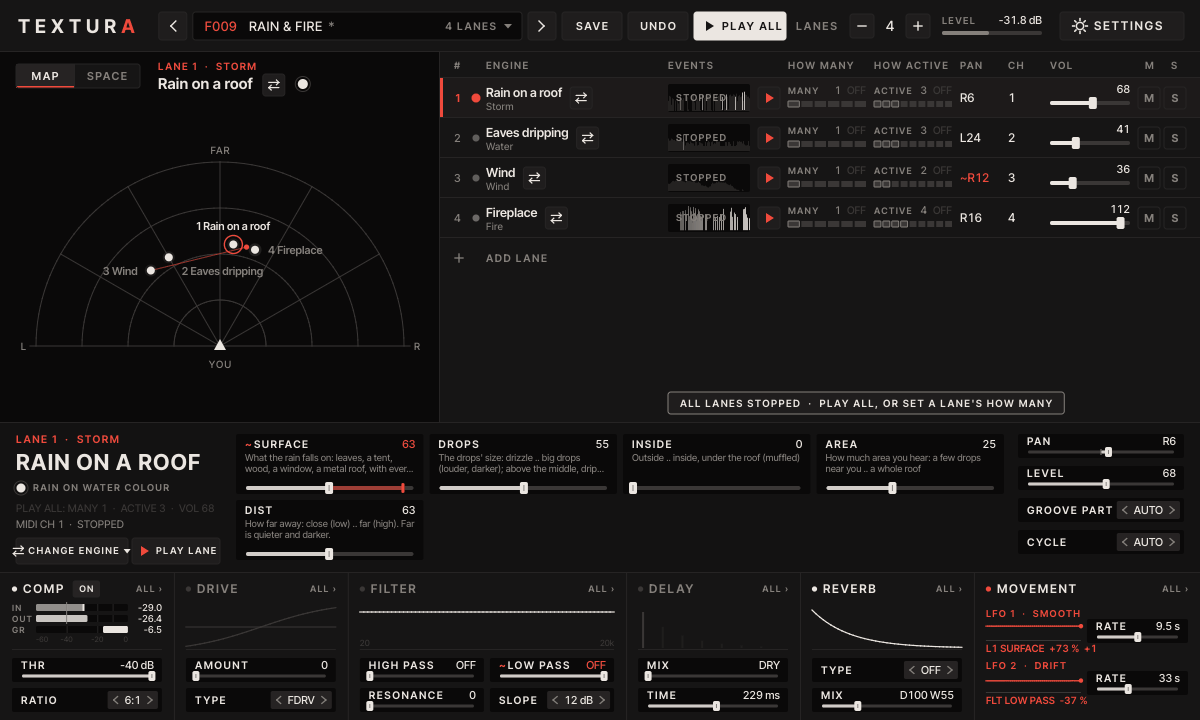 TEXTURA
F009 RAIN & FIRE * 4 LANES
SAVE
UNDO
PLAY ALL
LANES
4
LEVEL -31.8 dB
SETTINGS
MAP
SPACE
LANE 1 · STORM
Rain on a roof
FAR
1 Rain on a roof
4 Fireplace
3 Wind
2 Eaves dripping
L
R
YOU
# ENGINE EVENTS HOW MANY HOW ACTIVE PAN CH VOL M S
1 Rain on a roof Storm STOPPED MANY 1 OFF ACTIVE 3 OFF R6 1 68 M S
2 Eaves dripping Water STOPPED MANY 1 OFF ACTIVE 3 OFF L24 2 41 M S
3 Wind Wind STOPPED MANY 1 OFF ACTIVE 2 OFF ~R12 3 36 M S
4 Fireplace Fire STOPPED MANY 1 OFF ACTIVE 4 OFF R16 4 112 M S
+ ADD LANE
ALL LANES STOPPED · PLAY ALL, OR SET A LANE'S HOW MANY
LANE 1 · STORM
RAIN ON A ROOF
RAIN ON WATER COLOUR
PLAY ALL: MANY 1 · ACTIVE 3 · VOL 68
MIDI CH 1 · STOPPED
CHANGE ENGINE
PLAY LANE
~SURFACE 63
What the rain falls on: leaves, a tent,
wood, a window, a metal roof, with ever...
DROPS 55
The drops' size: drizzle .. big drops
(louder, darker); above the middle, drip...
INSIDE 0
Outside .. inside, under the roof (muffled)
AREA 25
How much area you hear: a few drops
near you .. a whole roof
DIST 63
How far away: close (low) .. far (high). Far
is quieter and darker.
PAN R6
LEVEL 68
GROOVE PART AUTO
CYCLE AUTO
COMP ON ALL ›
IN -29.0
OUT -26.4
GR -6.5
-60 -40 -20 0
THR -40 dB
RATIO 6:1
DRIVE ALL ›
AMOUNT 0
TYPE FDRV
FILTER ALL ›
20 20k
HIGH PASS OFF
~LOW PASS OFF
RESONANCE 0
SLOPE 12 dB
DELAY ALL ›
MIX DRY
TIME 229 ms
REVERB ALL ›
TYPE OFF
MIX D100 W55
MOVEMENT ALL ›
LFO 1 · SMOOTH
RATE 9.5 s
L1 SURFACE +73 % +1
LFO 2 · DRIFT
RATE 33 s
FLT LOW PASS -37 %